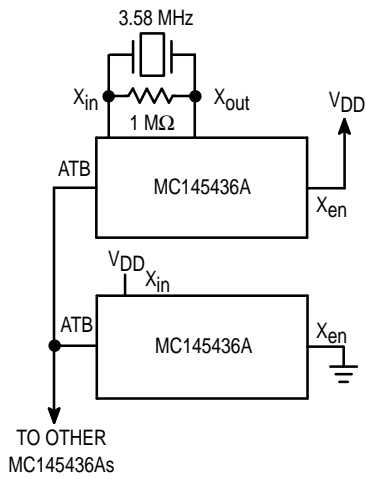 3.58 MHz
Xin
Xout
1 MΩ
VDD
ATB
MC145436A
Xen
VDD
Xin
ATB
MC145436A
Xen
TO OTHER
MC145436As